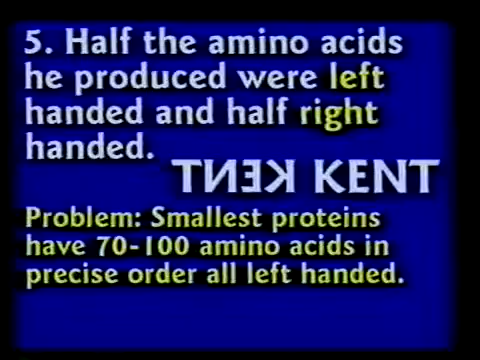 5. Half the amino acids
he produced were left
handed and half right
handed.
TNEK KENT
Problem: Smallest proteins
have 70-100 amino acids in
precise order all left handed.